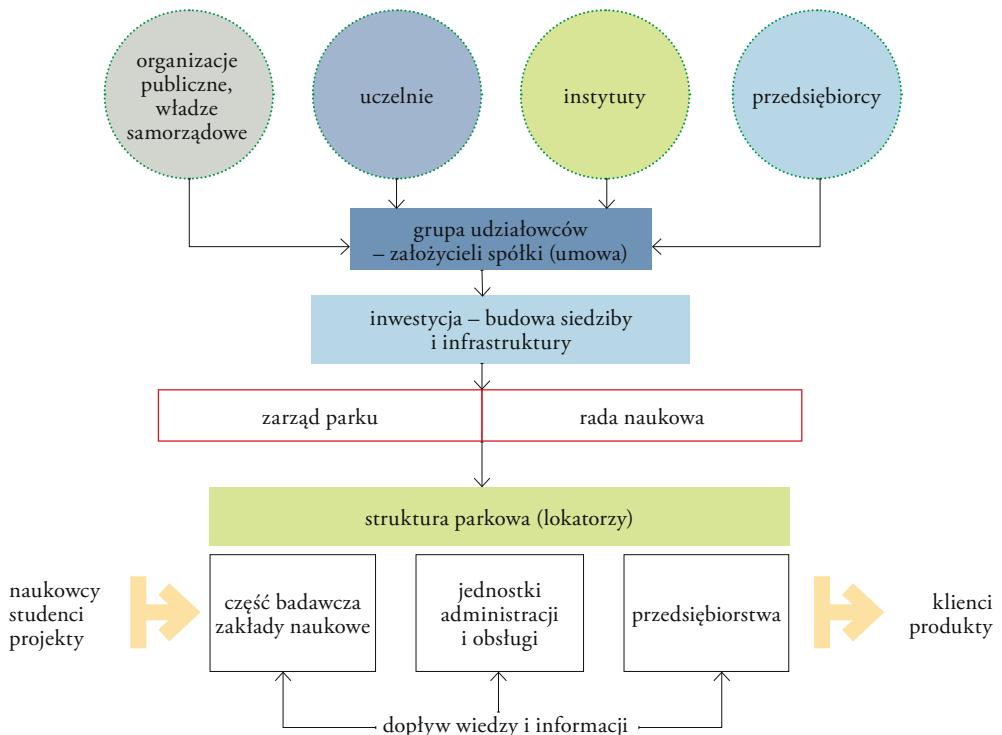 organizacje
publiczne,
władze
samorządowe
uczelnie
instytuty
przedsiębiorcy
grupa udziałowców
– założycieli spółki (umowa)
inwestycja – budowa siedziby
i infrastruktury
zarząd parku
rada naukowa
struktura parkowa (lokatorzy)
naukowcy
studenci
projekty
część badawcza
zakłady naukowe
jednostki
administracji
i obsługi
przedsiębiorstwa
klienci
produkty
dopływ wiedzy i informacji